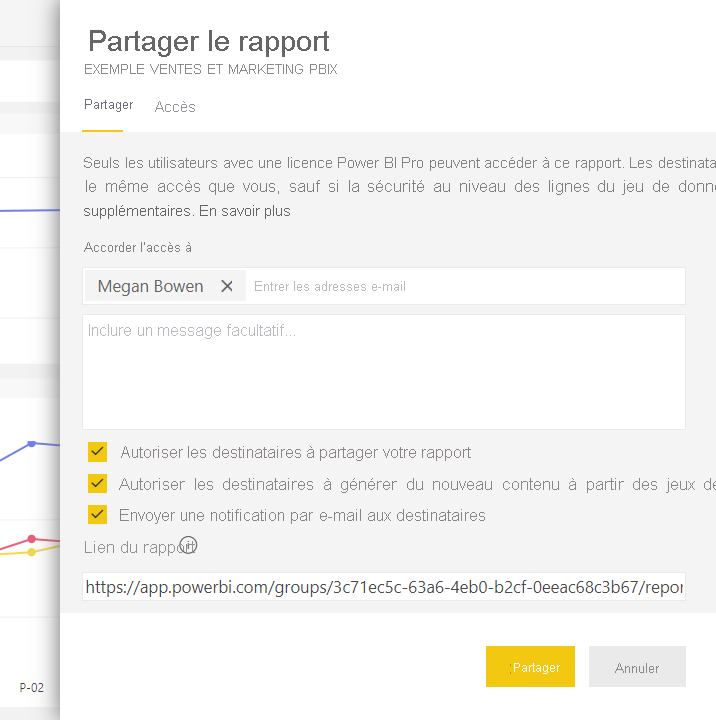 Partager le rapport
EXEMPLE VENTES ET MARKETING PBIX
Partager Accès
Seuls les utilisateurs avec une licence Power BI Pro peuvent accéder à ce rapport. Les destinata
le même accès que vous, sauf si la sécurité au niveau des lignes du jeu de donn
supplémentaires. En savoir plus
Accorder l'accès à
Megan Bowen Entrer les adresses e-mail
Inclure un message facultatif...
Autoriser les destinataires à partager votre rapport
Autoriser les destinataires à générer du nouveau contenu à partir des jeux de
Envoyer une notification par e-mail aux destinataires
Lien du rapport
https://app.powerbi.com/groups/3c71ec5c-63a6-4eb0-b2cf-0eeac68c3b67/repor
Partager Annuler
P-02